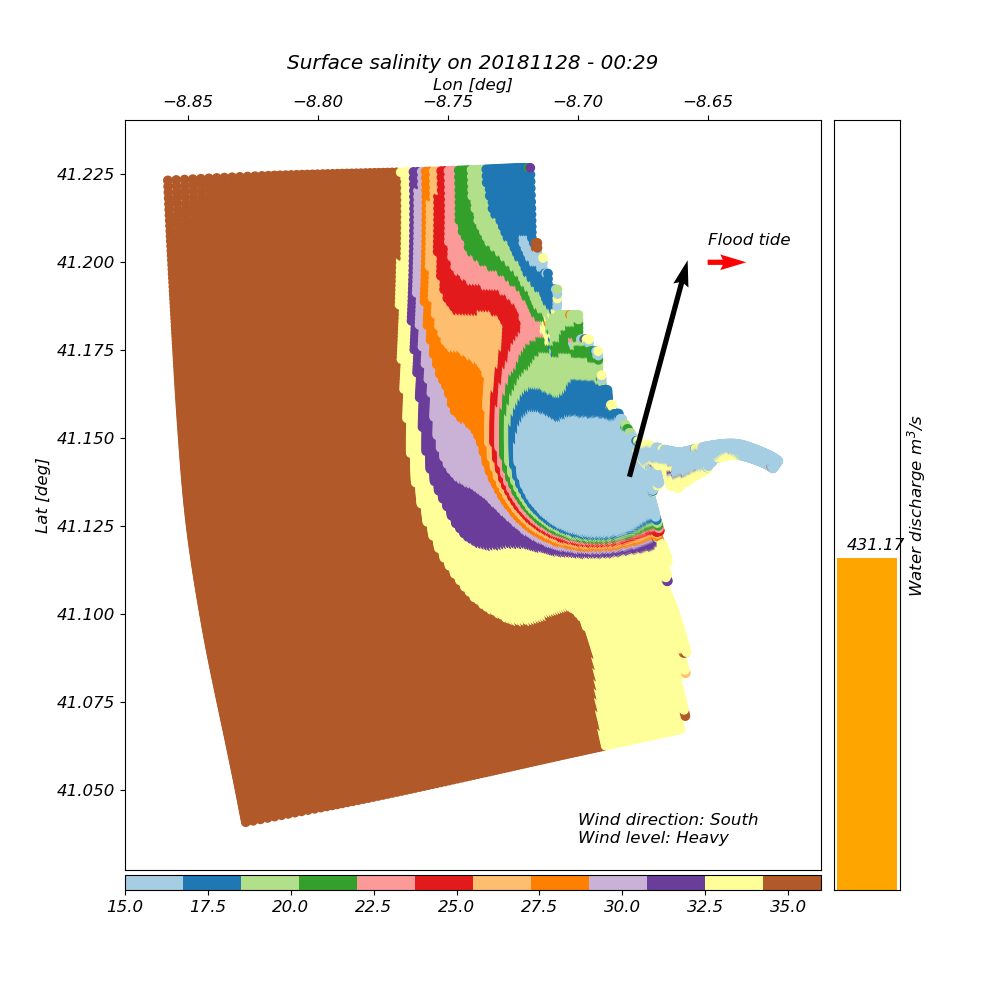 Surface salinity on 20181128 - 00:29
Lon [deg]
−8.85 −8.80 −8.75 −8.70 −8.65
41.225
41.200
41.175
41.150
41.125
41.100
41.075
41.050
Lat [deg]
Flood tide
Wind direction: South
Wind level: Heavy
15.0 17.5 20.0 22.5 25.0 27.5 30.0 32.5 35.0
431.17
Water discharge m³/s